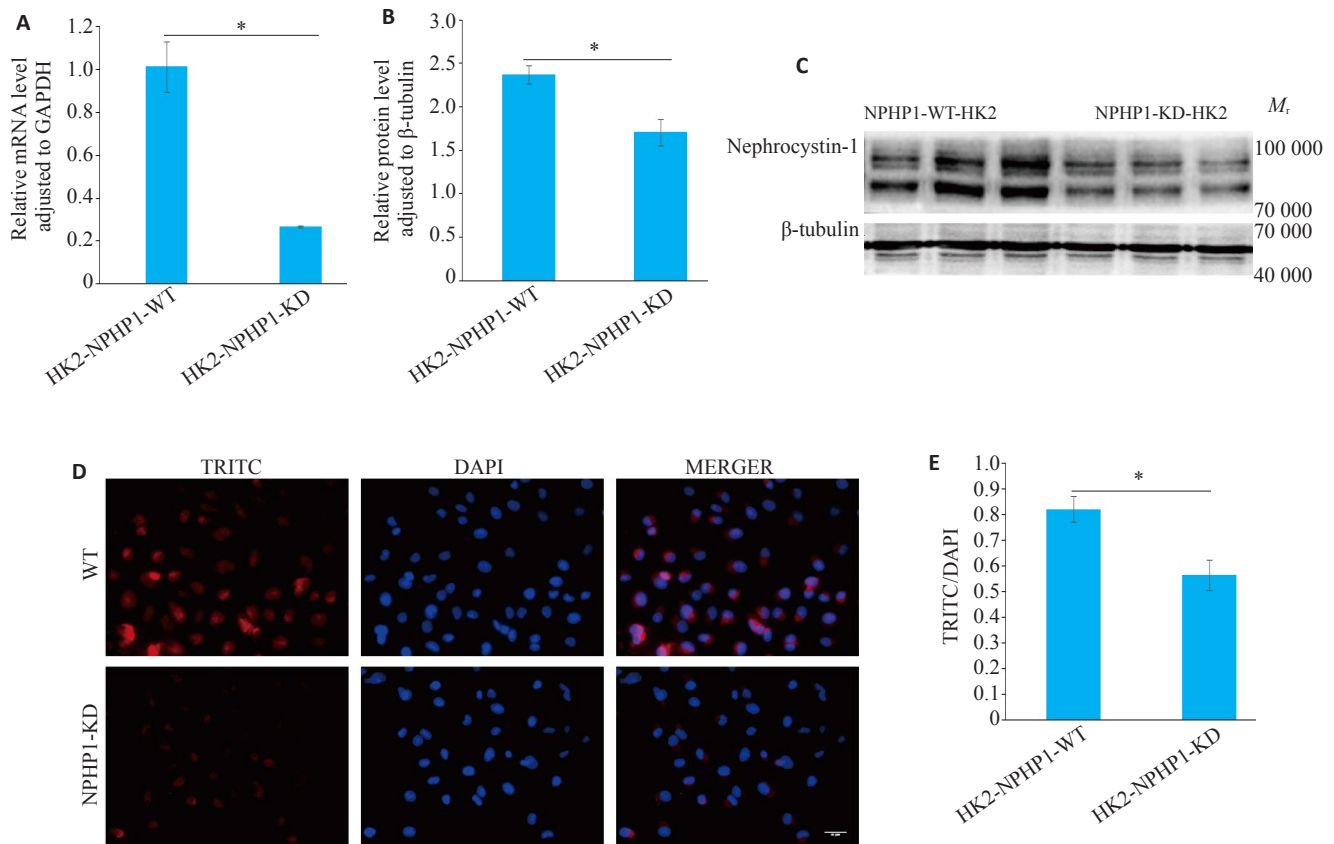 A
Relative mRNA level
adjusted to GAPDH
1.2
1.0
0.8
0.6
0.4
0.2
0
*
HK2-NPHP1-WT
HK2-NPHP1-KD
B
Relative protein level
adjusted to β-tubulin
3.0
2.5
2.0
1.5
1.0
0.5
0
*
HK2-NPHP1-WT
HK2-NPHP1-KD
C
NPHP1-WT-HK2 NPHP1-KD-HK2 Mr
Nephrocystin-1
100 000
70 000
β-tubulin
70 000
40 000
D
TRITC DAPI MERGER
WT
NPHP1-KD
E
TRITC/DAPI
1.0
0.9
0.8
0.7
0.6
0.5
0.4
0.3
0.2
0.1
0
*
HK2-NPHP1-WT
HK2-NPHP1-KD